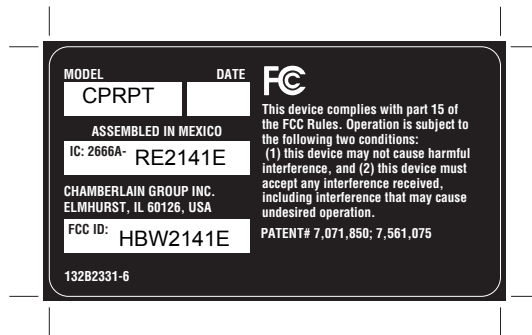 MODEL DATE
CPRPT
ASSEMBLED IN MEXICO
IC: 2666A- RE2141E
CHAMBERLAIN GROUP INC.
ELMHURST, IL 60126, USA
FCC ID: HBW2141E
132B2331-6
FC
This device complies with part 15 of
the FCC Rules. Operation is subject to
the following two conditions:
(1) this device may not cause harmful
interference, and (2) this device must
accept any interference received,
including interference that may cause
undesired operation.
PATENT# 7,071,850; 7,561,075